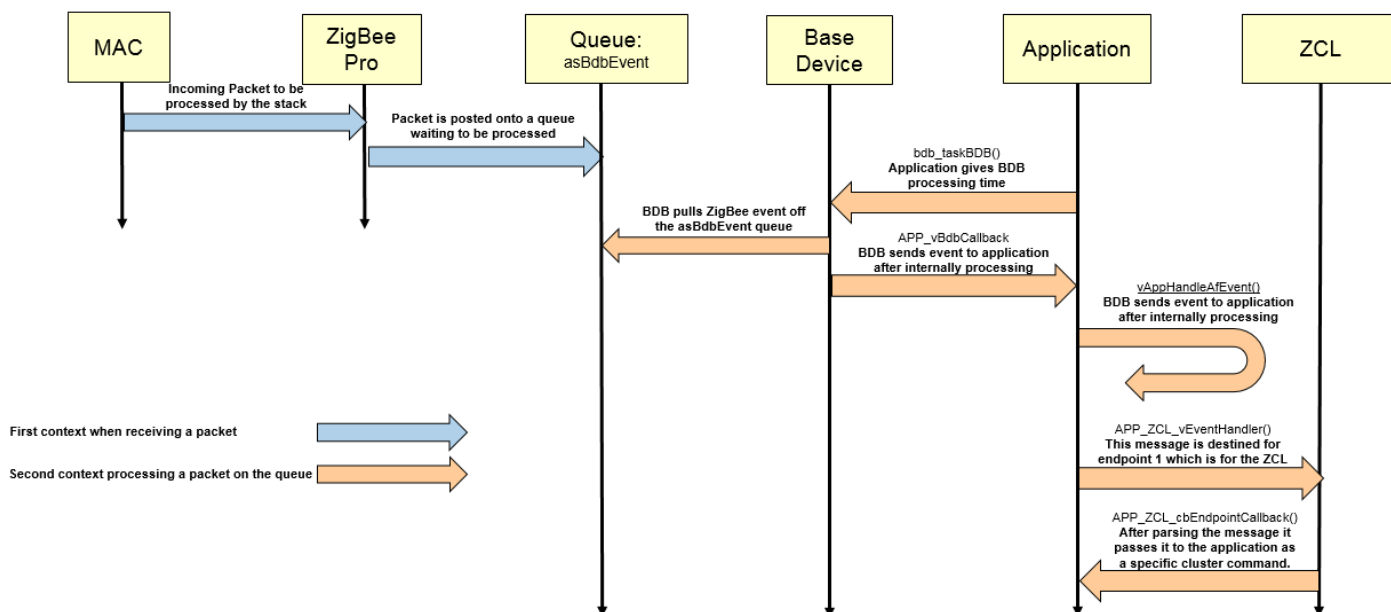 MAC
ZigBee
Pro
Queue:
asBdbEvent
Base
Device
Application
ZCL
Incoming Packet to be
processed by the stack
Packet is posted onto a queue
waiting to be processed
bdb_taskBDB()
Application gives BDB
processing time
BDB pulls ZigBee event off
the asBdbEvent queue
APP_vBdbCallback
BDB sends event to application
after internally processing
vAppHandleAfEvent()
BDB sends event to application
after internally processing
First context when receiving a packet
Second context processing a packet on the queue
APP_ZCL_vEventHandler()
This message is destined for
endpoint 1 which is for the ZCL
APP_ZCL_cbEndpointCallback()
After parsing the message it
passes it to the application as
a specific cluster command.